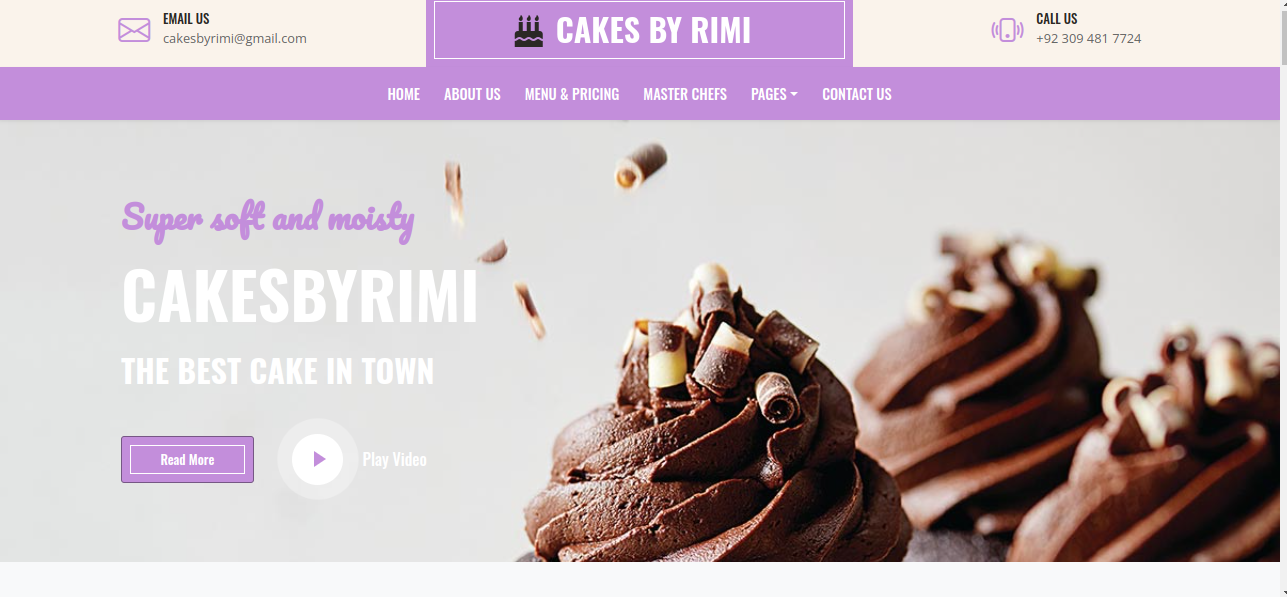 EMAIL US
cakesbyrimi@gmail.com
CAKES BY RIMI
CALL US
+92 309 481 7724
HOME ABOUT US MENU & PRICING MASTER CHEFS PAGES CONTACT US
Super soft and moisty
CAKESBYRIMI
THE BEST CAKE IN TOWN
Read More
Play Video